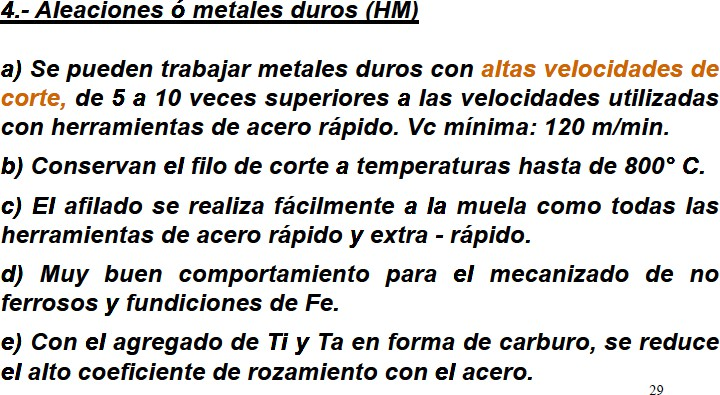 4.- Aleaciones ó metales duros (HM)
a) Se pueden trabajar metales duros con altas velocidades de
corte, de 5 a 10 veces superiores a las velocidades utilizadas
con herramientas de acero rápido. Vc mínima: 120 m/min.
b) Conservan el filo de corte a temperaturas hasta de 800° C.
c) El afilado se realiza fácilmente a la muela como todas las
herramientas de acero rápido y extra - rápido.
d) Muy buen comportamiento para el mecanizado de no
ferrosos y fundiciones de Fe.
e) Con el agregado de Ti y Ta en forma de carburo, se reduce
el alto coeficiente de rozamiento con el acero.
29